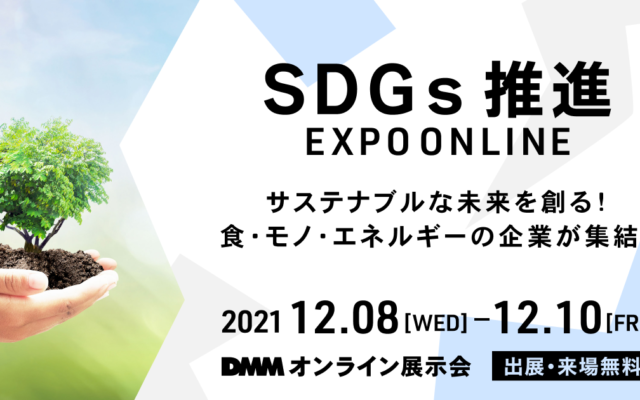 SDGs 推進
EXPO ONLINE
サステナブルな未来を創る!
食・モノ・エネルギーの企業が集結
2021 12.08 [WED] – 12.10 [FR
DMM オンライン展示会 出展・来場無料